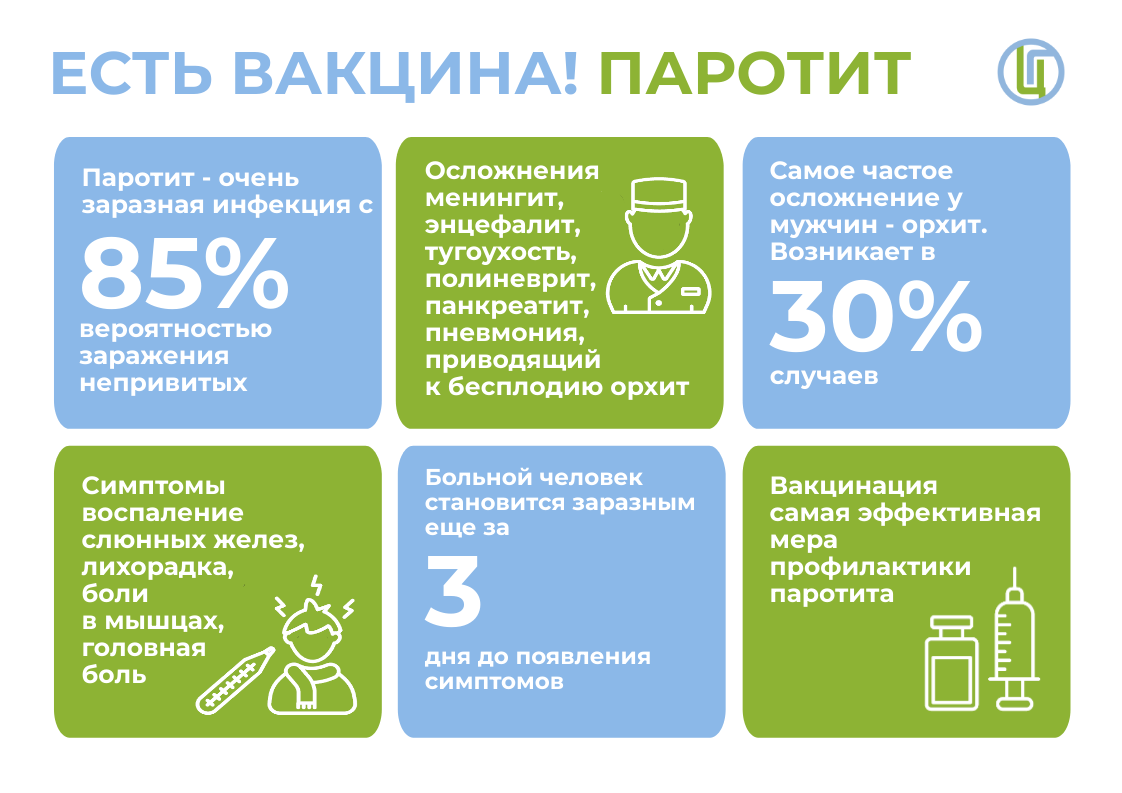 ЕСТЬ ВАКЦИНА! ПАРОТИТ
Паротит - очень
заразная инфекция с
85%
вероятностью
заражения
непривитых
Осложнения
менингит,
энцефалит,
тугоухость,
полиневрит,
панкреатит,
пневмония,
приводящий
к бесплодию орхит
Самое частое
осложнение у
мужчин - орхит.
Возникает в
30%
случаев
Симптомы
воспаление
слюнных желез,
лихорадка,
боли
в мышцах,
головная
боль
Больной человек
становится заразным
еще за
3
дня до появления
симптомов
Вакцинация
самая эффективная
мера
профилактики
паротита